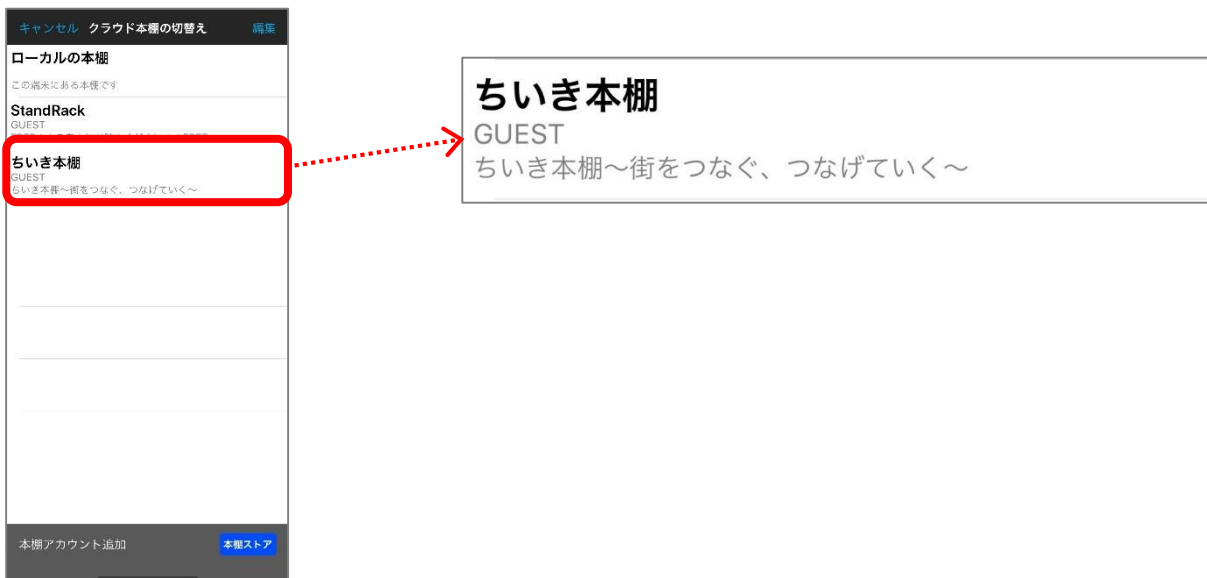 キャンセル クラウド本棚の切替え 編集
ローカルの本棚
この端末にある本棚です
StandRack
GUEST
ちいき本棚
GUEST
ちいき本棚～街をつなぐ、つなげていく～
本棚アカウント追加 本棚ストア
ちいき本棚
GUEST
ちいき本棚～街をつなぐ、つなげていく～